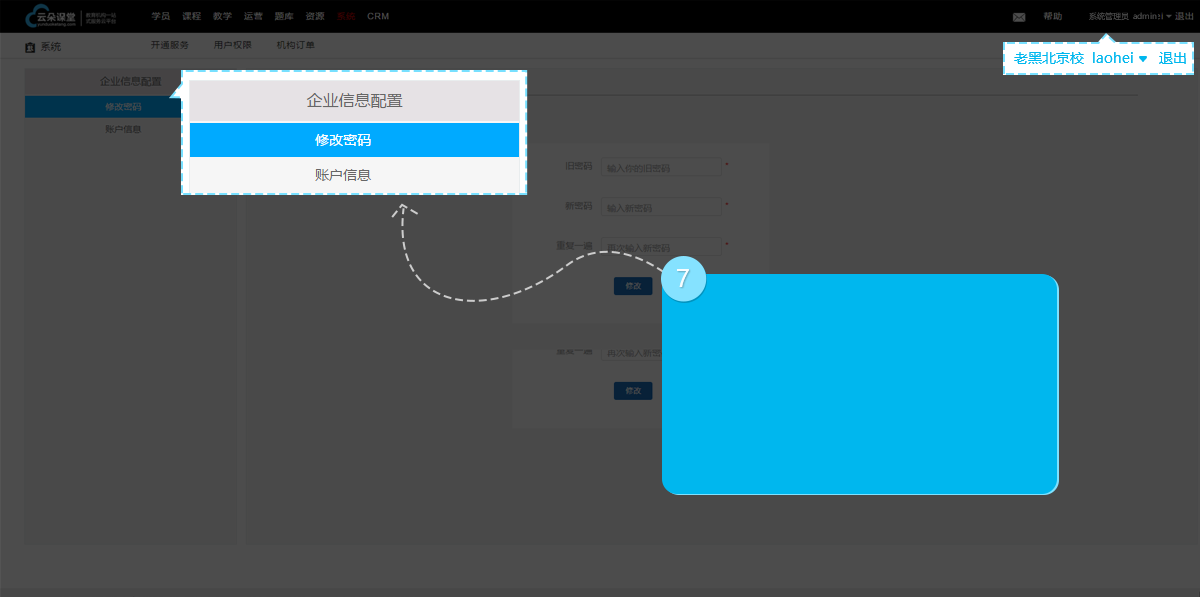 云朵课堂
学员 课程 教学 运营 题库 资源 系统 CRM
帮助 系统管理员 退出
系统 开通服务 用户权限 机构订单
老黑北京校 laohei 退出
企业信息配置
修改密码
账户信息
企业信息配置
修改密码
账户信息
旧密码 输入你的旧密码 *
新密码 输入新密码 *
重复一遍 再次输入新密码 *
修改
7
重复一遍 再次输入新密
修改